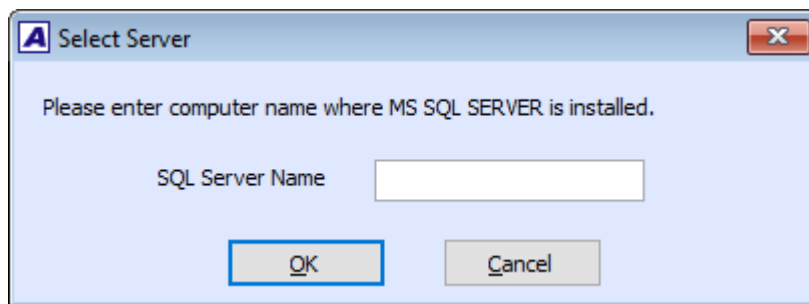 A Select Server
Please enter computer name where MS SQL SERVER is installed.
SQL Server Name
OK Cancel